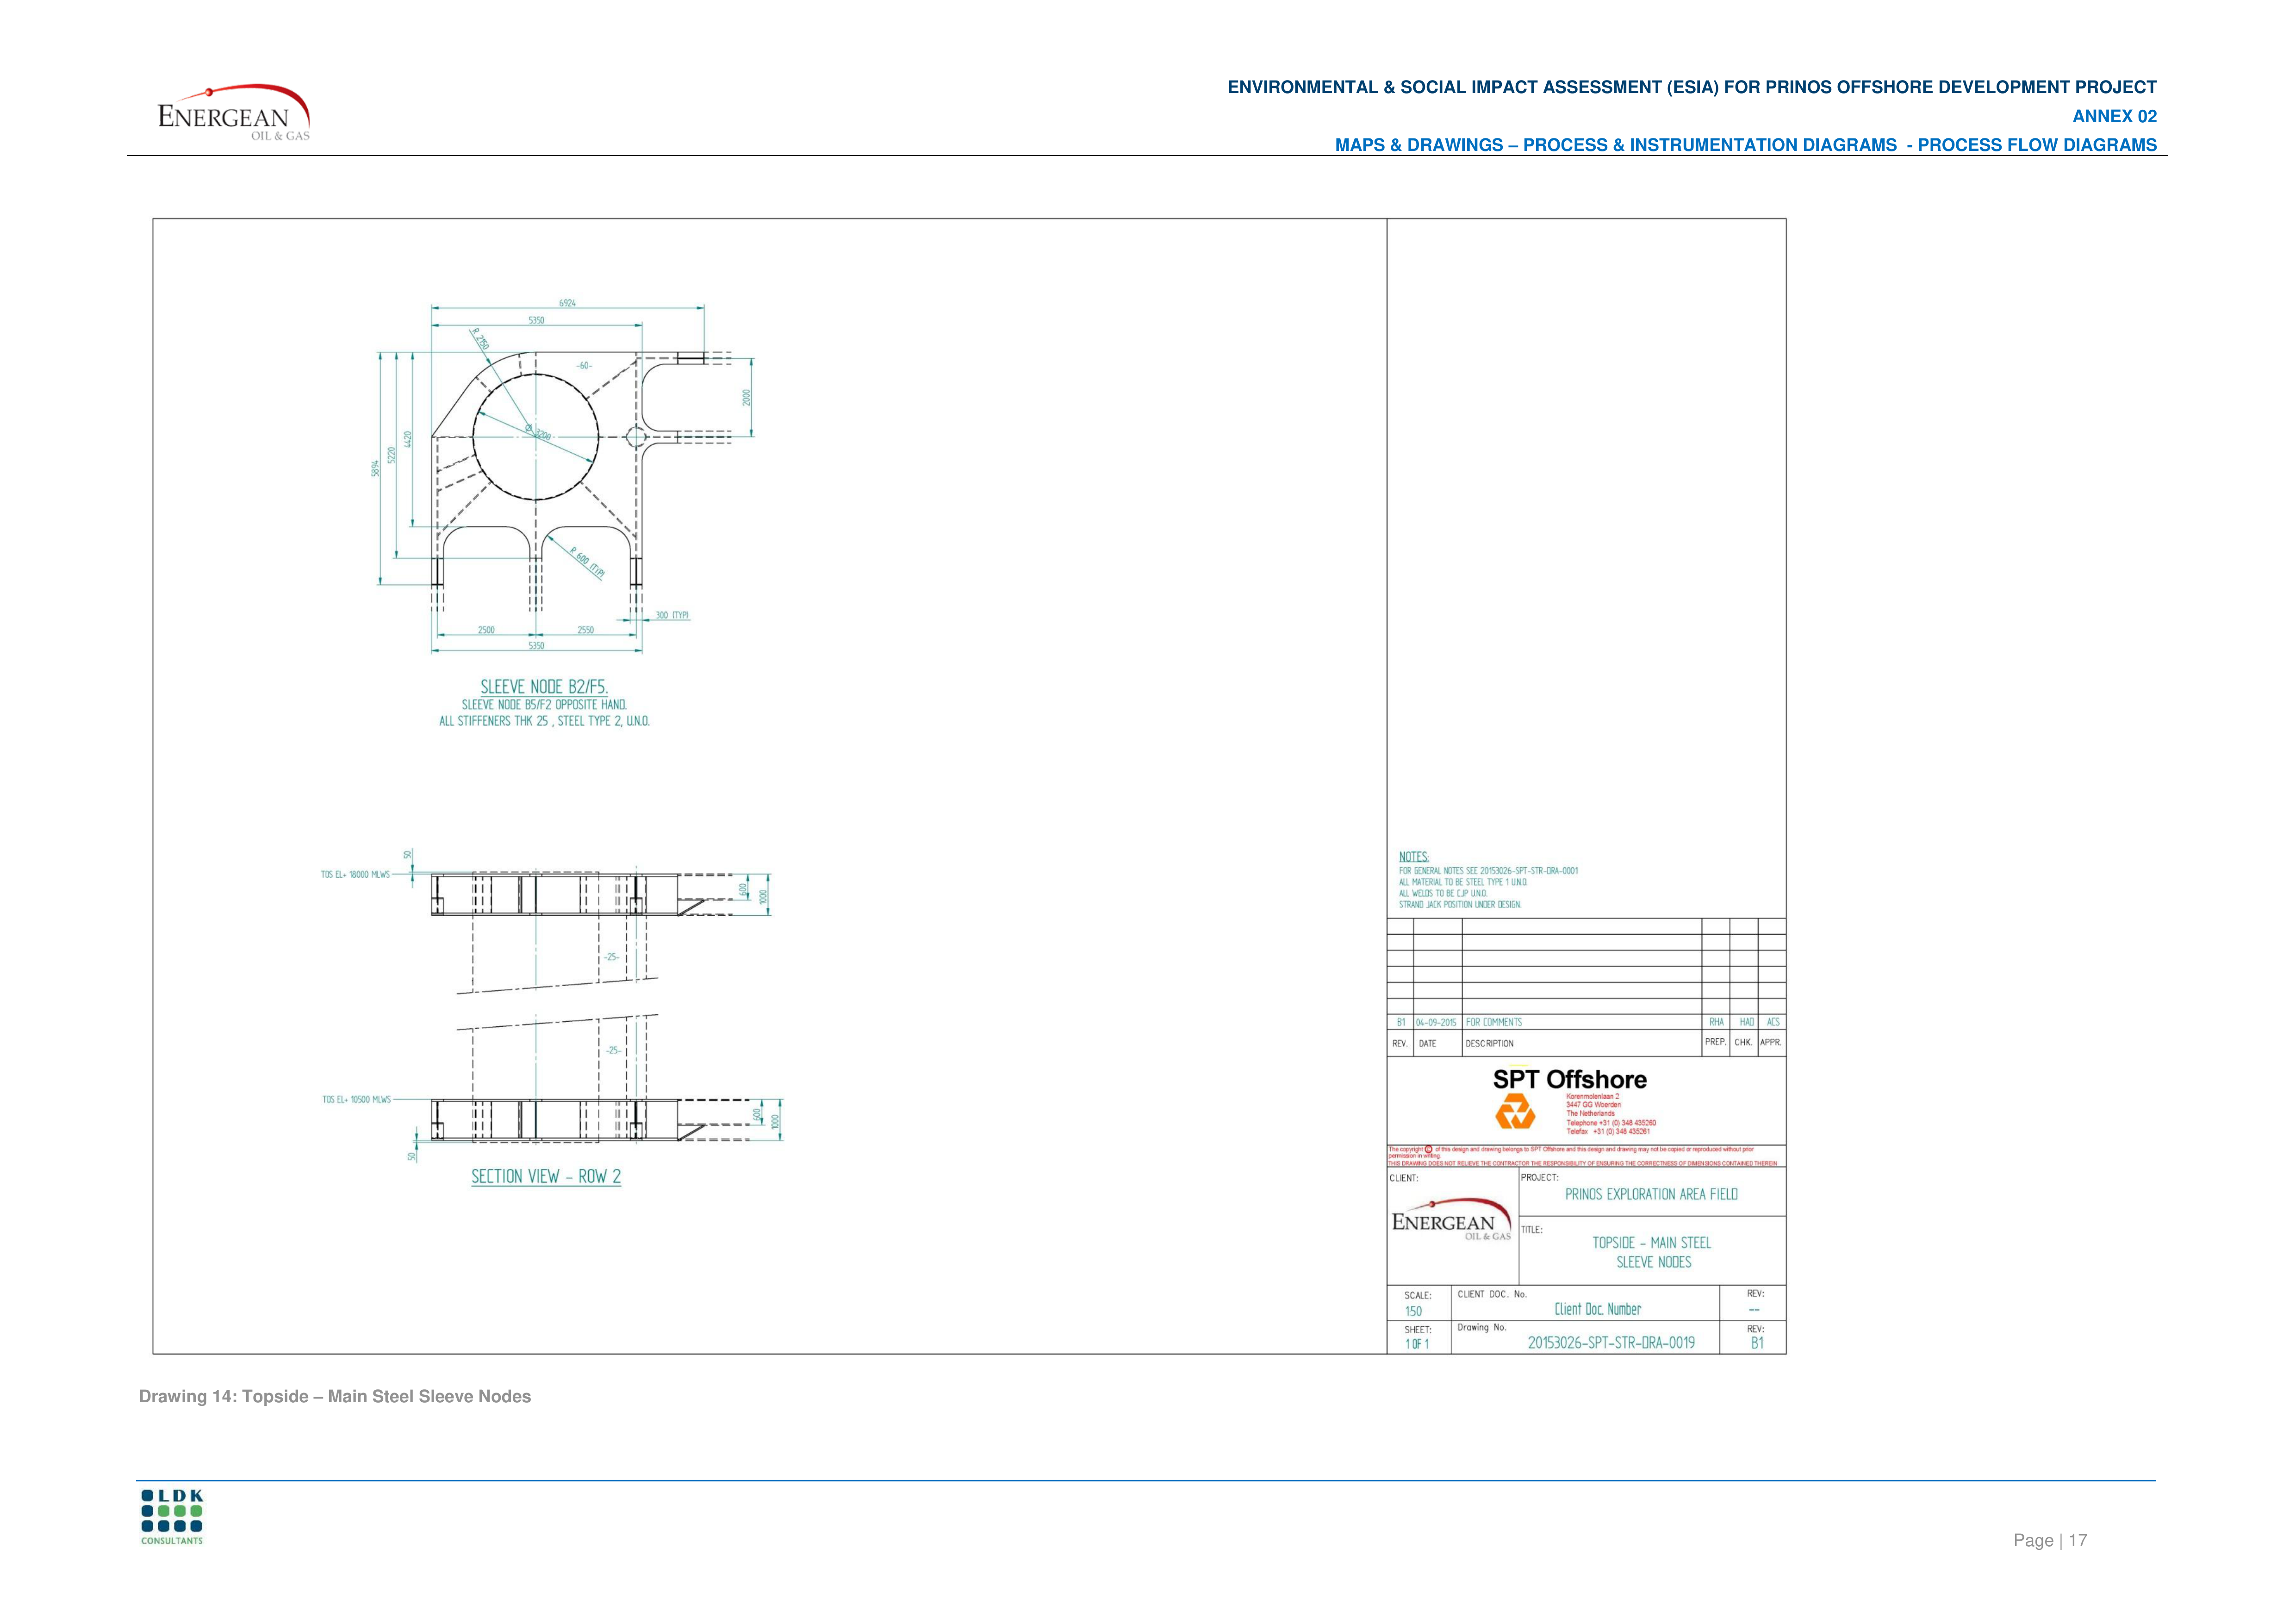 ENERGEAN
OIL & GAS
ENVIRONMENTAL & SOCIAL IMPACT ASSESSMENT (ESIA) FOR PRINOS OFFSHORE DEVELOPMENT PROJECT
ANNEX 02
MAPS & DRAWINGS – PROCESS & INSTRUMENTATION DIAGRAMS - PROCESS FLOW DIAGRAMS
6924
5350
R 2150
-60-
2000
Ø 3200
4420
5220
5894
R 600 (TYP)
300 (TYP)
2500
2550
5350
SLEEVE NODE B2/F5.
SLEEVE NODE B5/F2 OPPOSITE HAND.
ALL STIFFENERS THK 25 , STEEL TYPE 2, U.N.O.
50
TOS EL+ 18000 MLWS
600
1000
-25-
-25-
TOS EL+ 10500 MLWS
600
1000
50
SECTION VIEW - ROW 2
NOTES:
FOR GENERAL NOTES SEE 20153026-SPT-STR-DRA-0001
ALL MATERIAL TO BE STEEL TYPE 1 U.N.O.
ALL WELDS TO BE CJP U.N.O.
STRAND JACK POSITION UNDER DESIGN.
B1 04-09-2015 FOR COMMENTS RHA HAD ACS
REV. DATE DESCRIPTION PREP. CHK. APPR.
SPT Offshore
Korenmolenlaan 2
3447 GG Woerden
The Netherlands
Telephone +31 (0) 348 435260
Telefax +31 (0) 348 435261
The copyright © of this design and drawing belongs to SPT Offshore and this design and drawing may not be copied or reproduced without prior
permission in writing.
THIS DRAWING DOES NOT RELIEVE THE CONTRACTOR THE RESPONSIBILITY OF ENSURING THE CORRECTNESS OF DIMENSIONS CONTAINED THEREIN
CLIENT:
ENERGEAN
OIL & GAS
PROJECT:
PRINOS EXPLORATION AREA FIELD
TITLE:
TOPSIDE - MAIN STEEL
SLEEVE NODES
SCALE:
1:50
CLIENT DOC. No.
Client Doc. Number
REV:
--
SHEET:
1 OF 1
Drawing No.
20153026-SPT-STR-DRA-0019
REV:
B1
Drawing 14: Topside – Main Steel Sleeve Nodes
LDK
CONSULTANTS
Page | 17